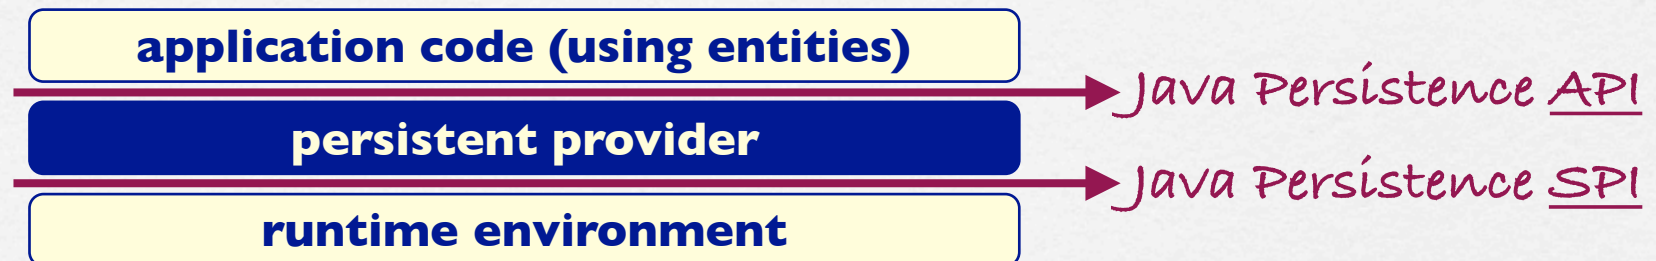 application code (using entities)
Java Persistence API
persistent provider
Java Persistence SPI
runtime environment